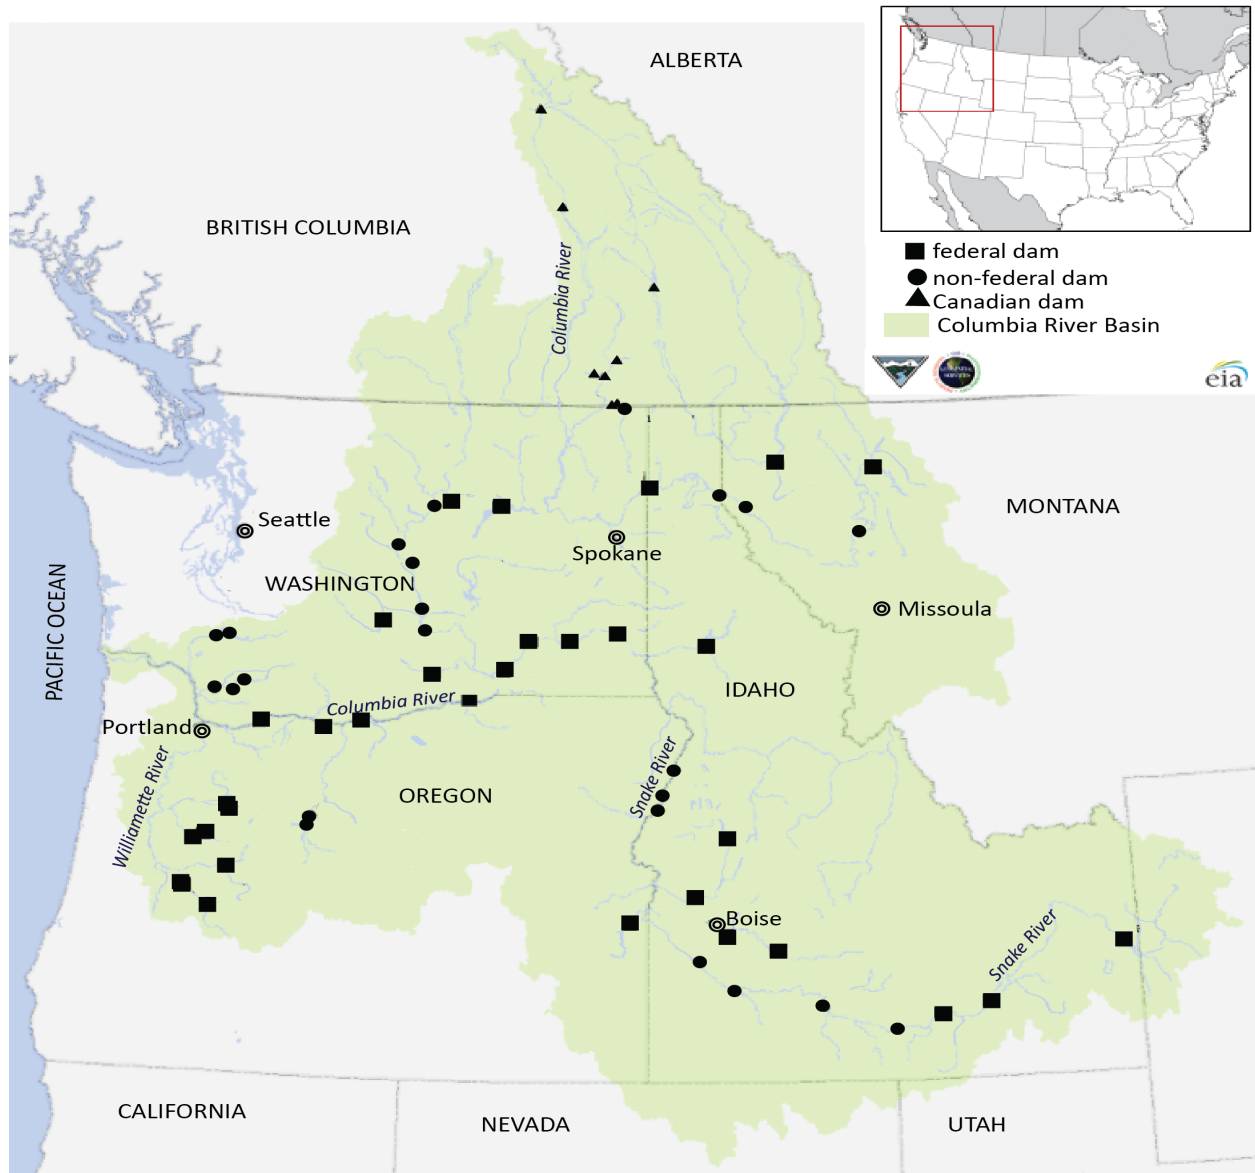 ALBERTA
BRITISH COLUMBIA
Columbia River
federal dam
non-federal dam
Canadian dam
Columbia River Basin
eia
MONTANA
Seattle
Spokane
WASHINGTON
Missoula
PACIFIC OCEAN
IDAHO
Columbia River
Portland
Williamette River
OREGON
Snake River
Boise
Snake River
CALIFORNIA
NEVADA
UTAH